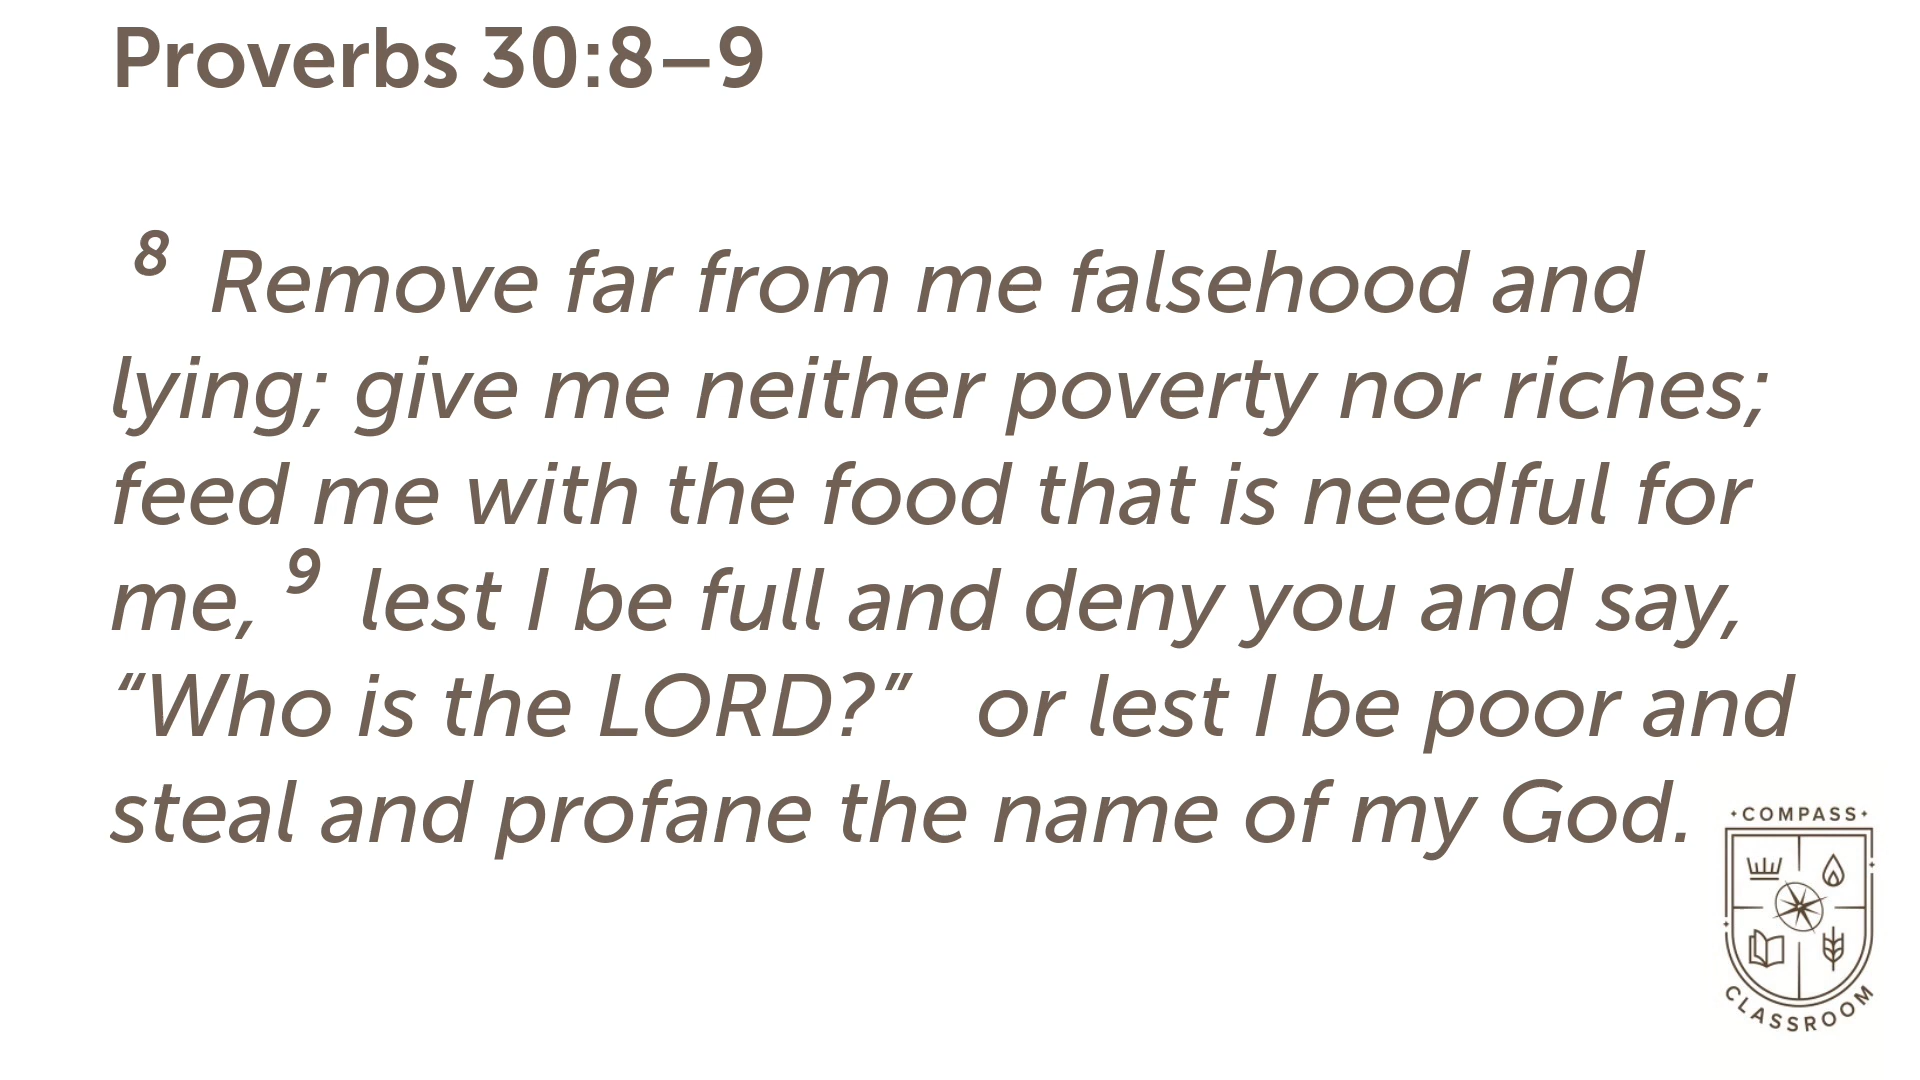 Proverbs 30:8–9
8 Remove far from me falsehood and
lying; give me neither poverty nor riches;
feed me with the food that is needful for
me, 9 lest I be full and deny you and say,
“Who is the LORD?” or lest I be poor and
steal and profane the name of my God.
COMPASS
CLASSROOM